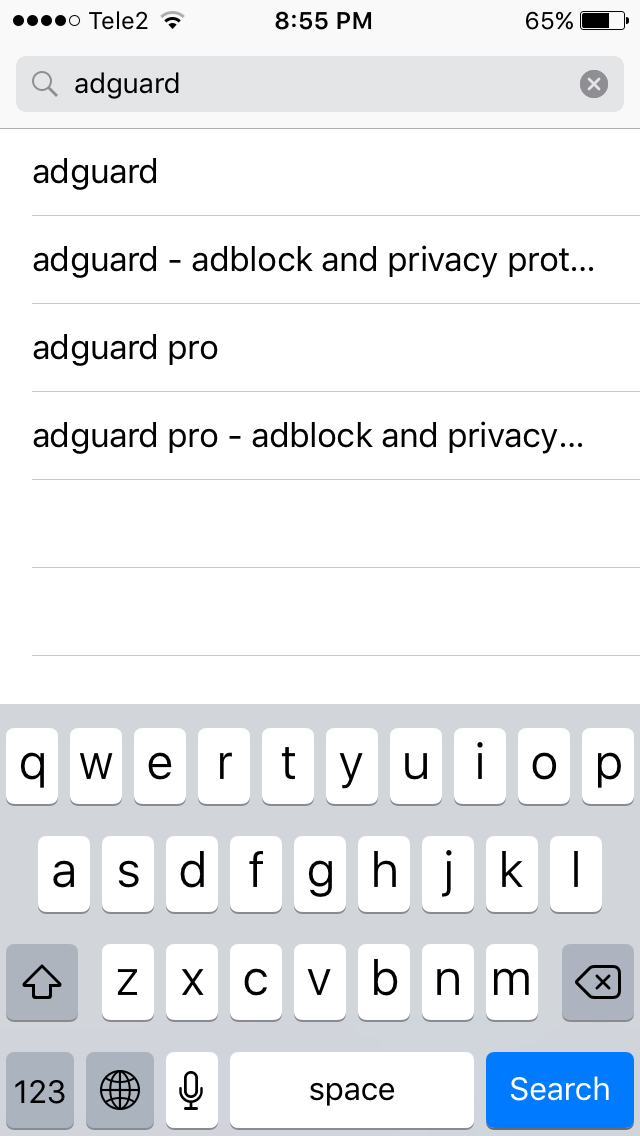 Tele2 8:55 PM 65%
adguard
adguard
adguard - adblock and privacy prot...
adguard pro
adguard pro - adblock and privacy...
q w e r t y u i o p
a s d f g h j k l
z x c v b n m
123 space Search